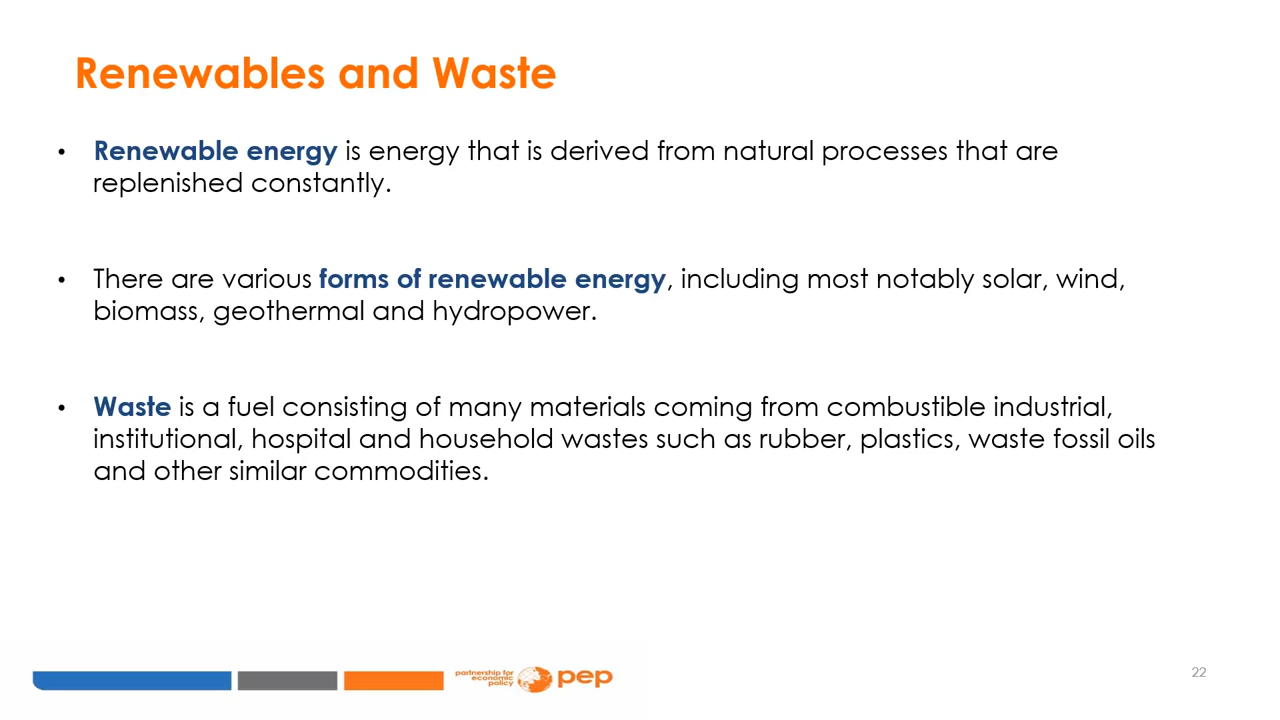 Renewables and Waste
• Renewable energy is energy that is derived from natural processes that are
replenished constantly.
• There are various forms of renewable energy, including most notably solar, wind,
biomass, geothermal and hydropower.
• Waste is a fuel consisting of many materials coming from combustible industrial,
institutional, hospital and household wastes such as rubber, plastics, waste fossil oils
and other similar commodities.
partnership for
economic
policy
pep
22